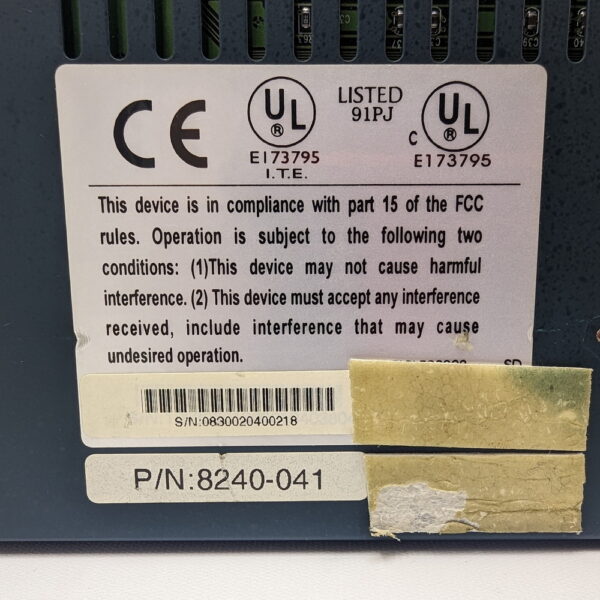 CE
UL
®
E173795
I.T.E.
LISTED
91PJ
C
UL
®
E173795
This device is in compliance with part 15 of the FCC
rules. Operation is subject to the following two
conditions: (1)This device may not cause harmful
interference. (2) This device must accept any interference
received, include interference that may cause
undesired operation.
SD
S/N:0830020400218
P/N:8240-041